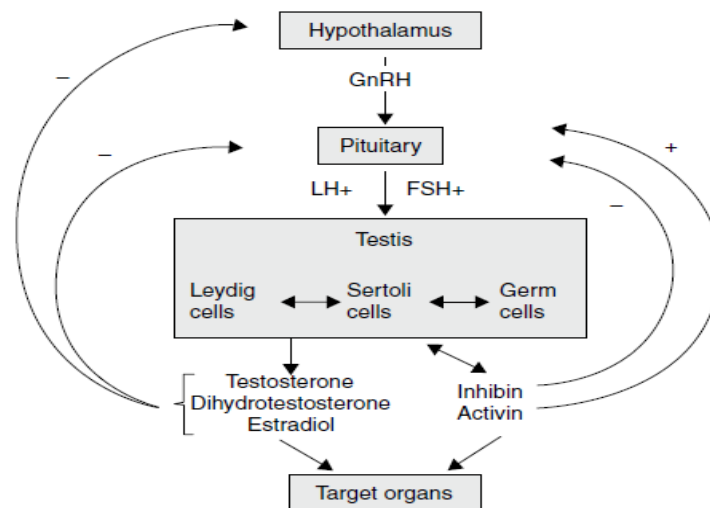 Hypothalamus
–
GnRH
–
+
Pituitary
LH+ FSH+
–
Testis
Leydig Sertoli Germ
cells cells cells
Testosterone
Dihydrotestosterone
Estradiol
Inhibin
Activin
Target organs